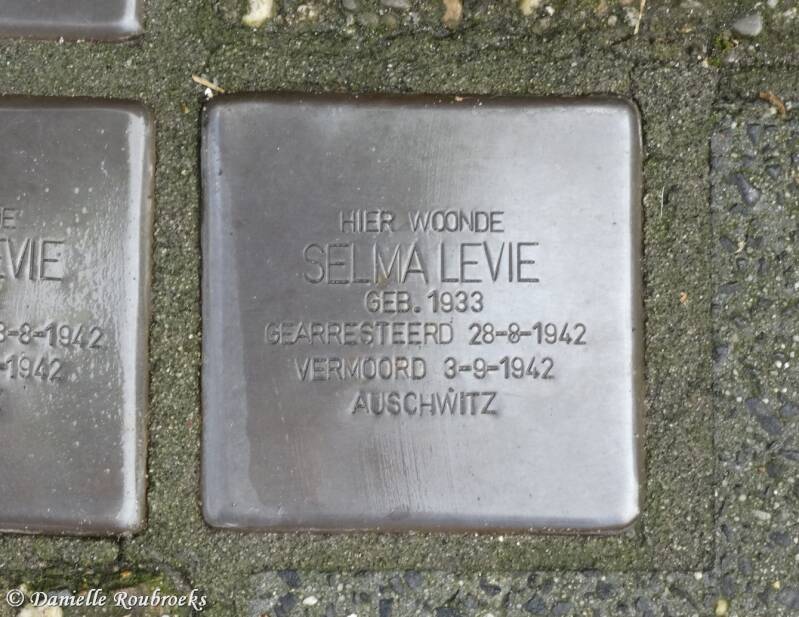 HIER WOONDE
SELMA LEVIE
GEB. 1933
GEARRESTEERD 28-8-1942
VERMOORD 3-9-1942
AUSCHWITZ
© Danielle Roubroeks